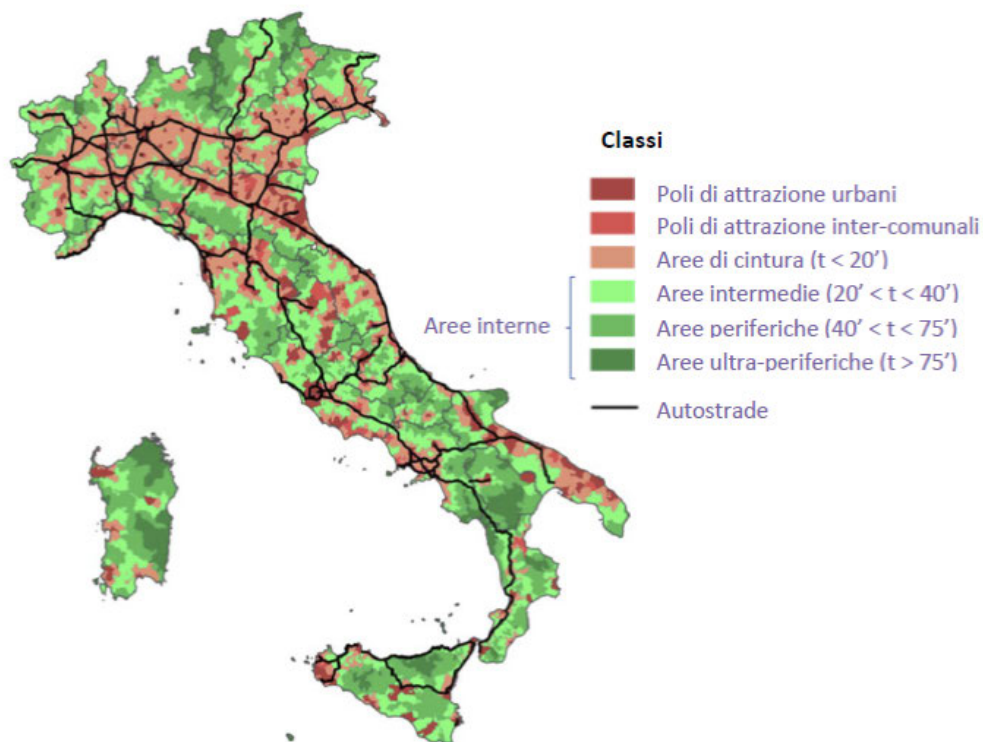 Classi
Poli di attrazione urbani
Poli di attrazione inter-comunali
Aree di cintura (t < 20’)
Aree interne
Aree intermedie (20’ < t < 40’)
Aree periferiche (40’ < t < 75’)
Aree ultra-periferiche (t > 75’)
Autostrade